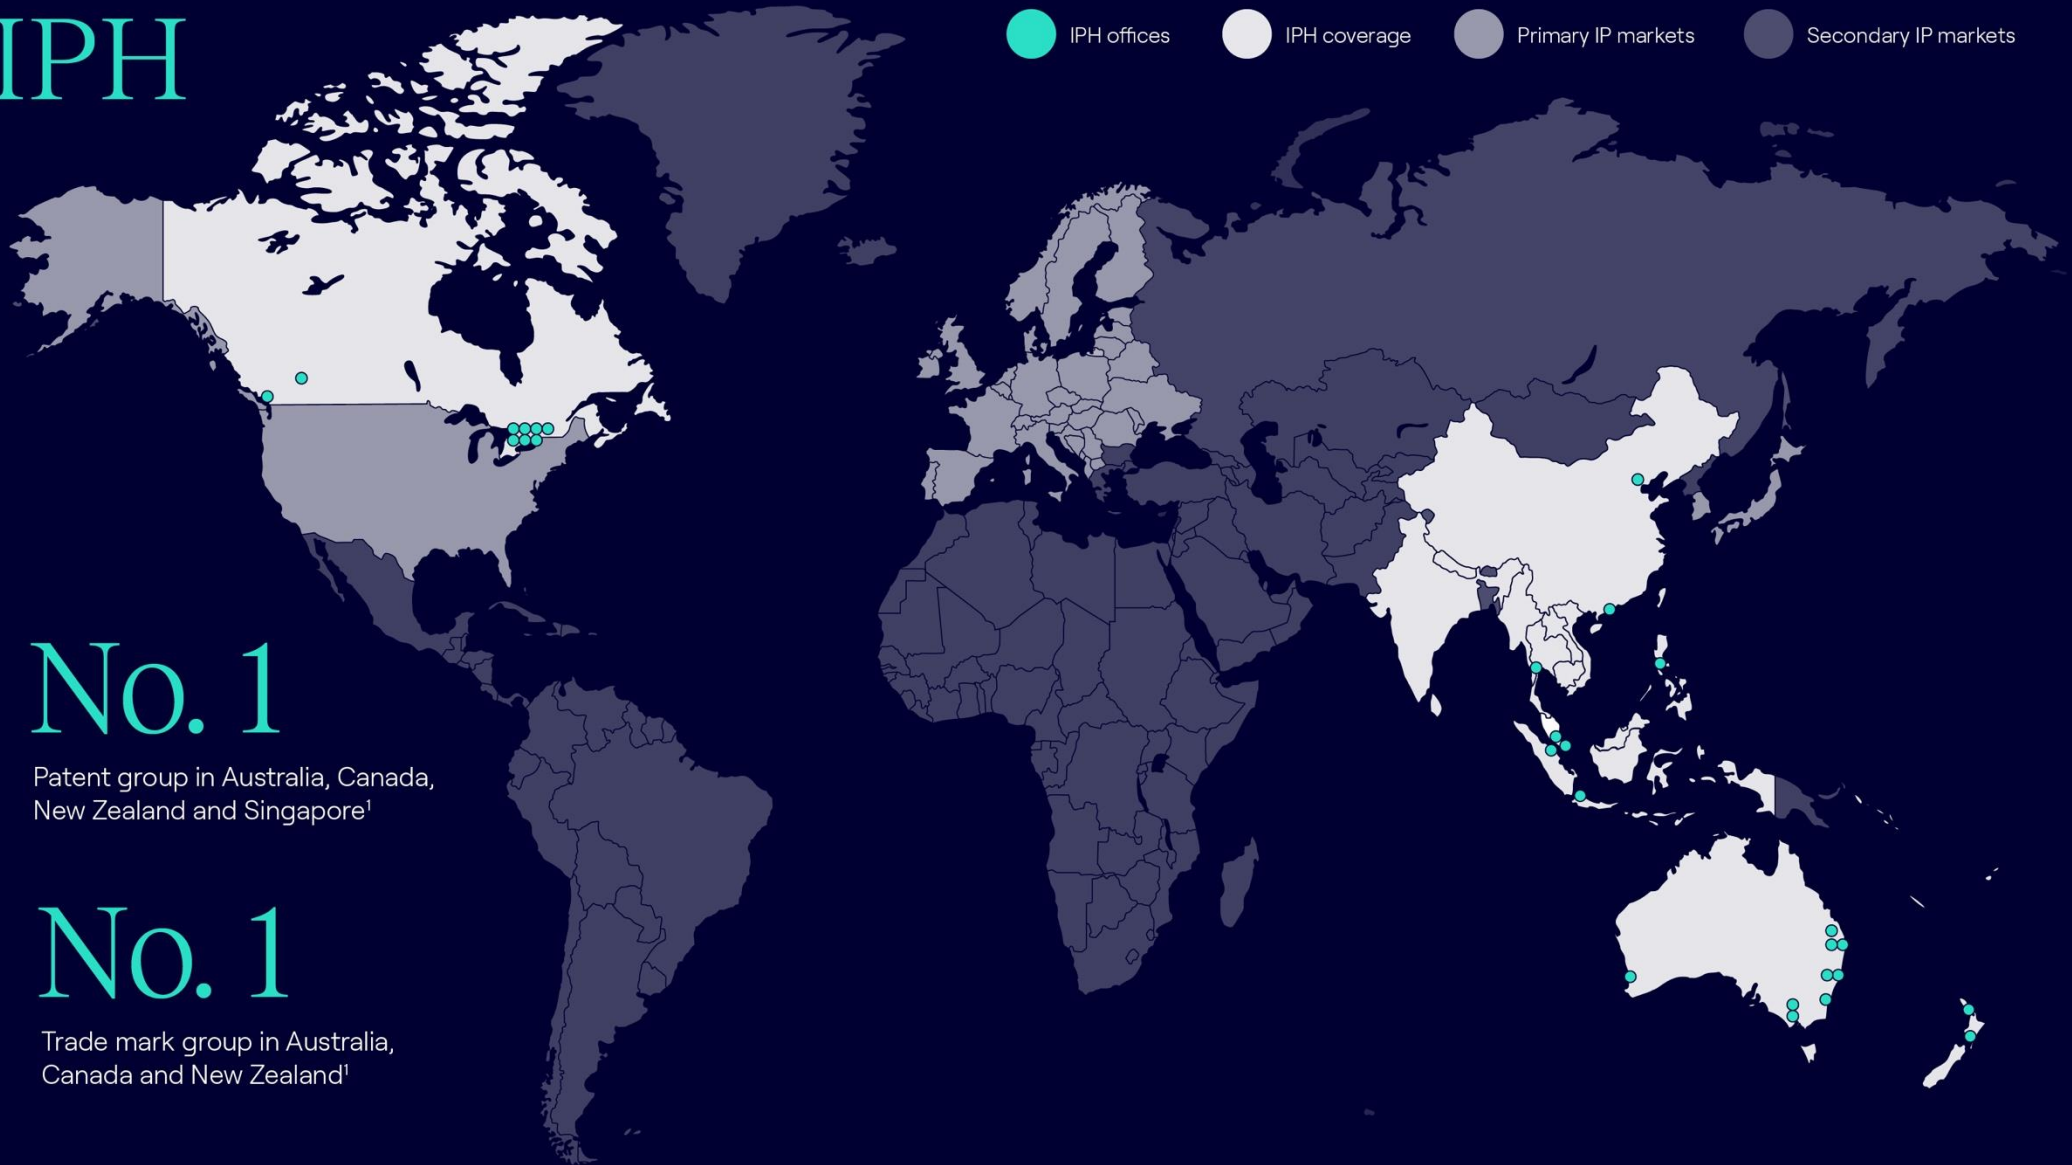 IPH
IPH offices
IPH coverage
Primary IP markets
Secondary IP markets
No. 1
Patent group in Australia, Canada,
New Zealand and Singapore¹
No. 1
Trade mark group in Australia,
Canada and New Zealand¹